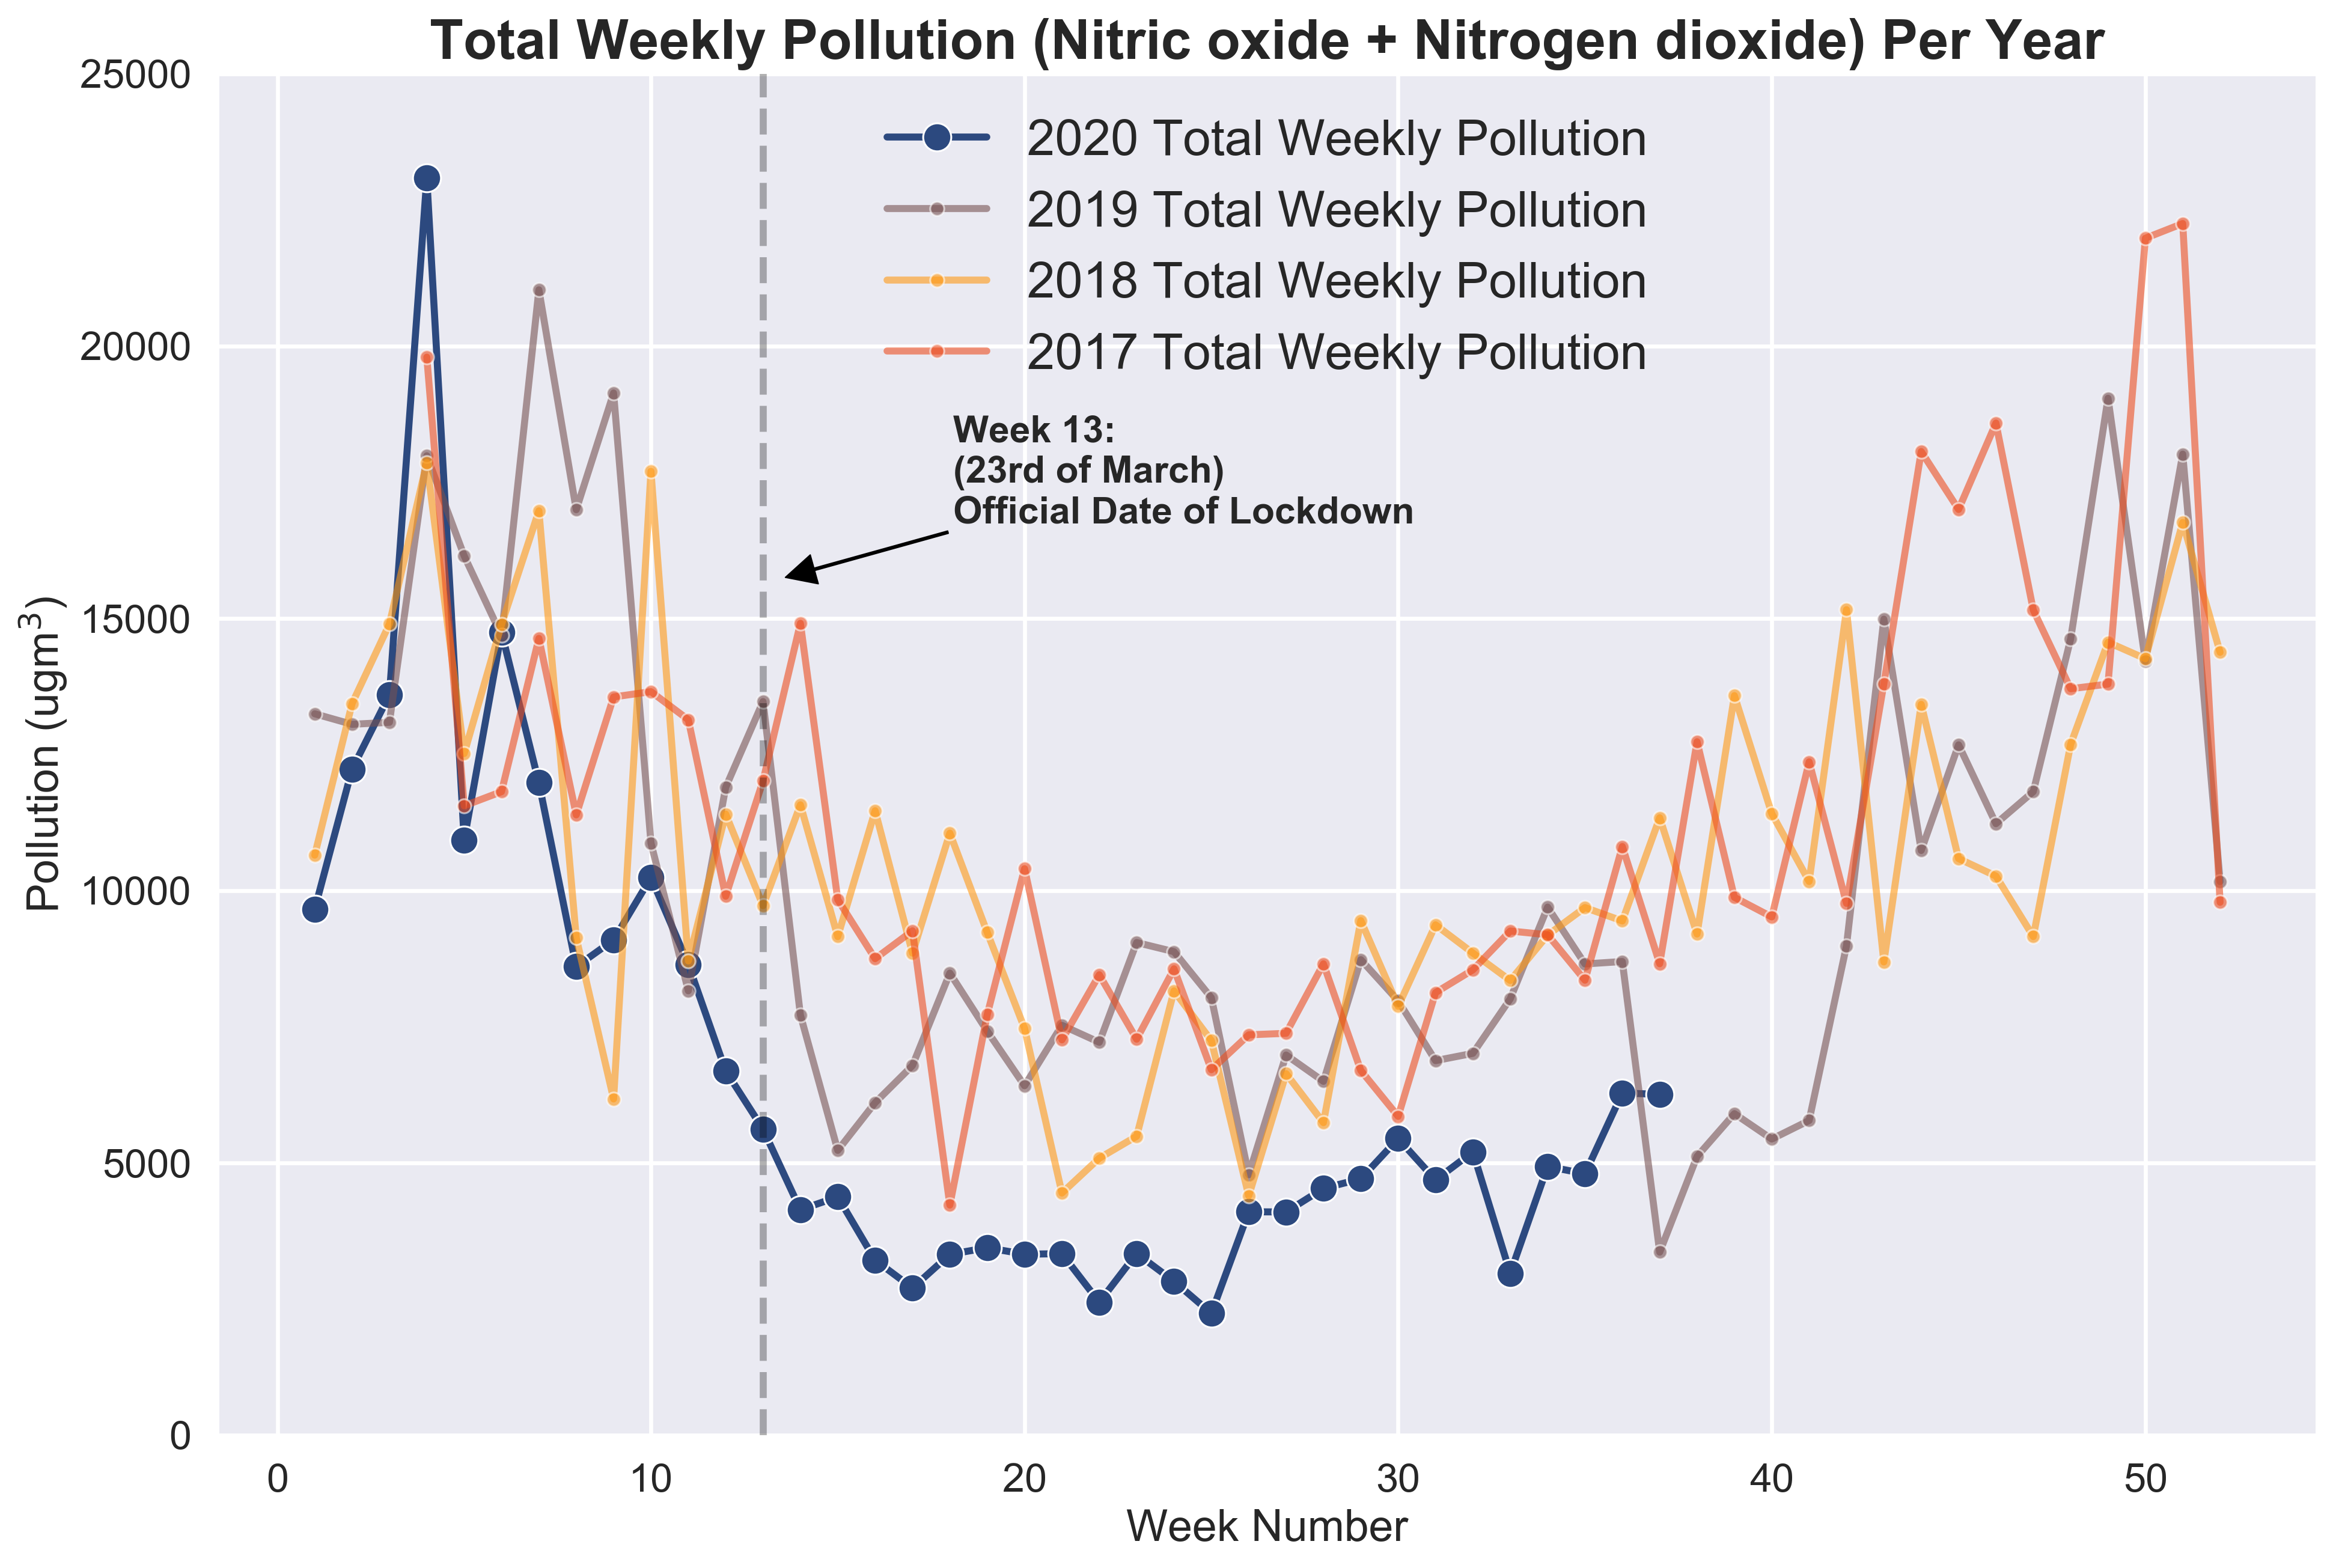 Total Weekly Pollution (Nitric oxide + Nitrogen dioxide) Per Year
25000
20000
15000
10000
5000
0
Pollution (ugm³)
2020 Total Weekly Pollution
2019 Total Weekly Pollution
2018 Total Weekly Pollution
2017 Total Weekly Pollution
Week 13:
(23rd of March)
Official Date of Lockdown
0 10 20 30 40 50
Week Number